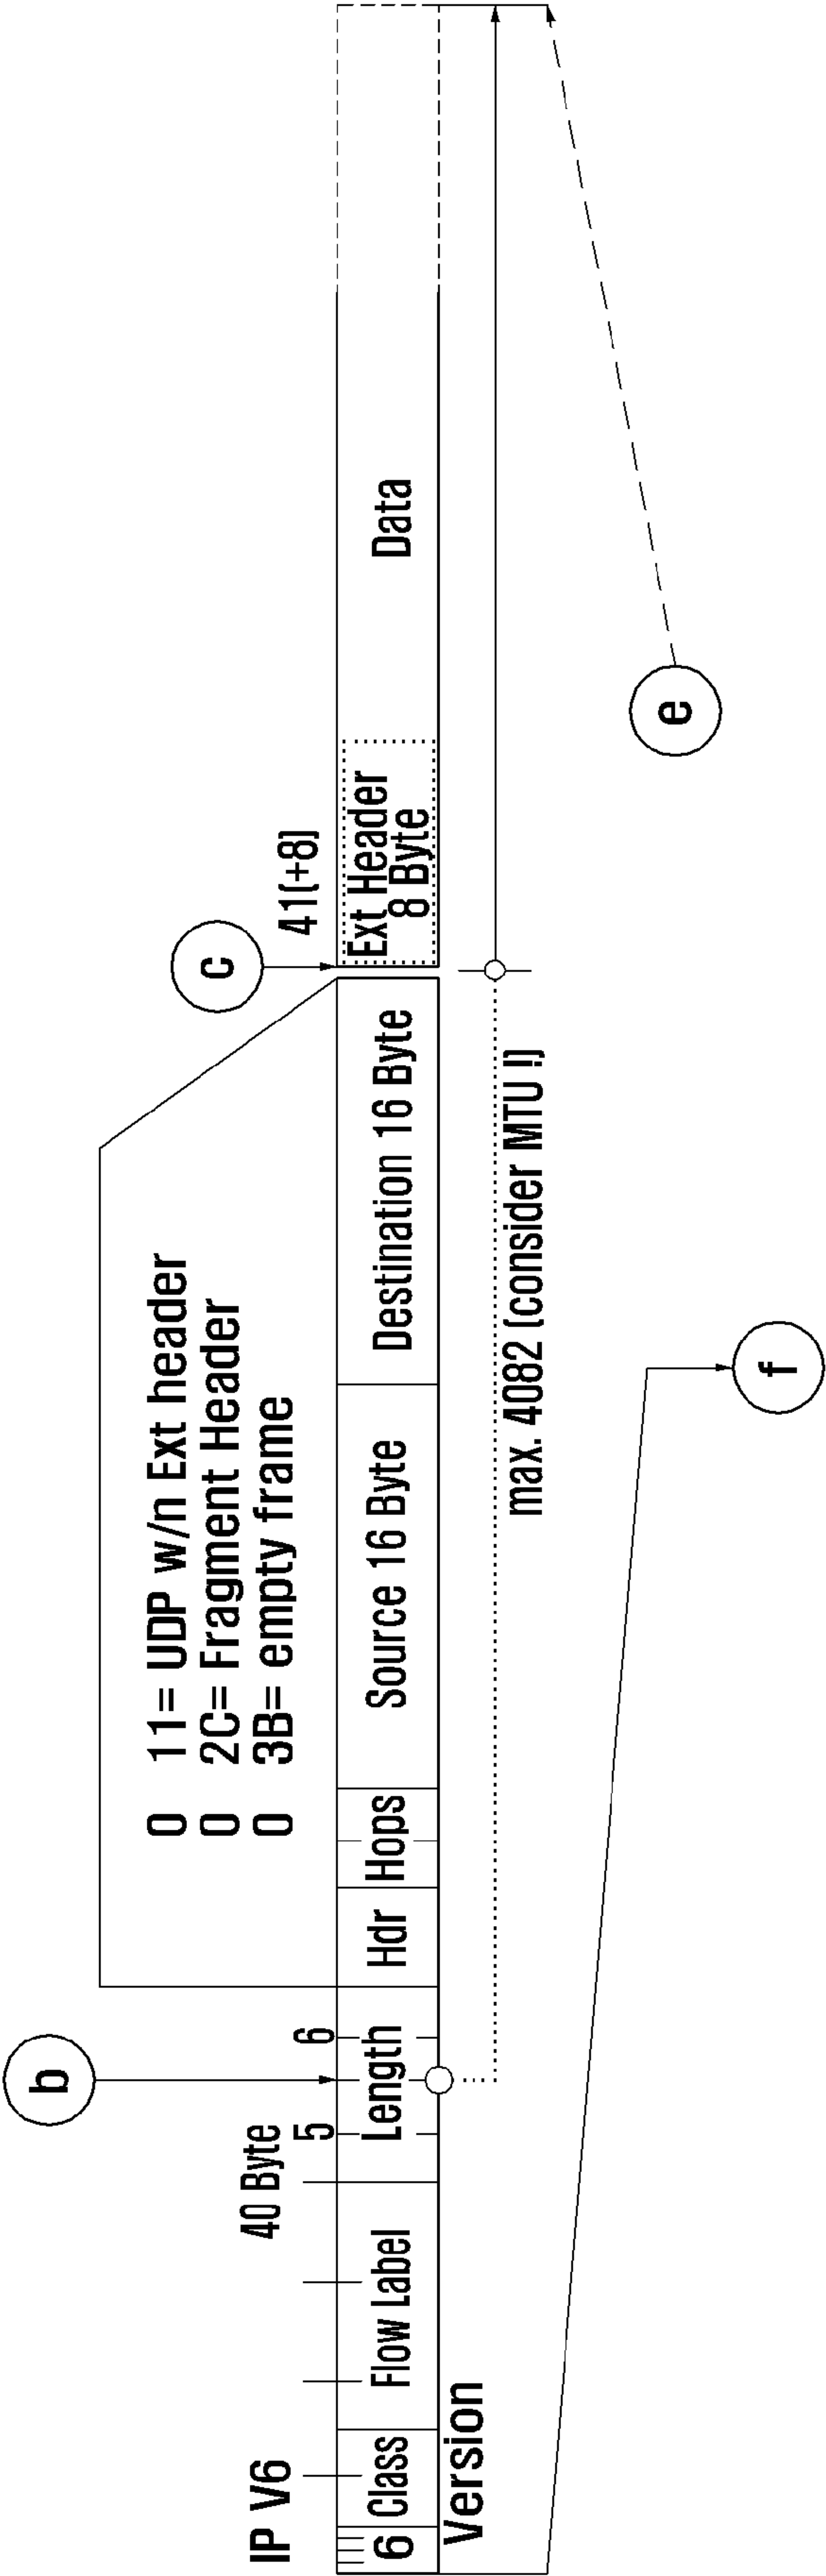 b
0 11= UDP w/n Ext header
0 2C= Fragment Header
0 3B= empty frame
c
IP V6
40 Byte
5
6
41(+8)
6
Class
Flow Label
Length
Hdr
Hops
Source 16 Byte
Destination 16 Byte
Ext Header
8 Byte
Data
Version
max. 4082 (consider MTU !)
e
f